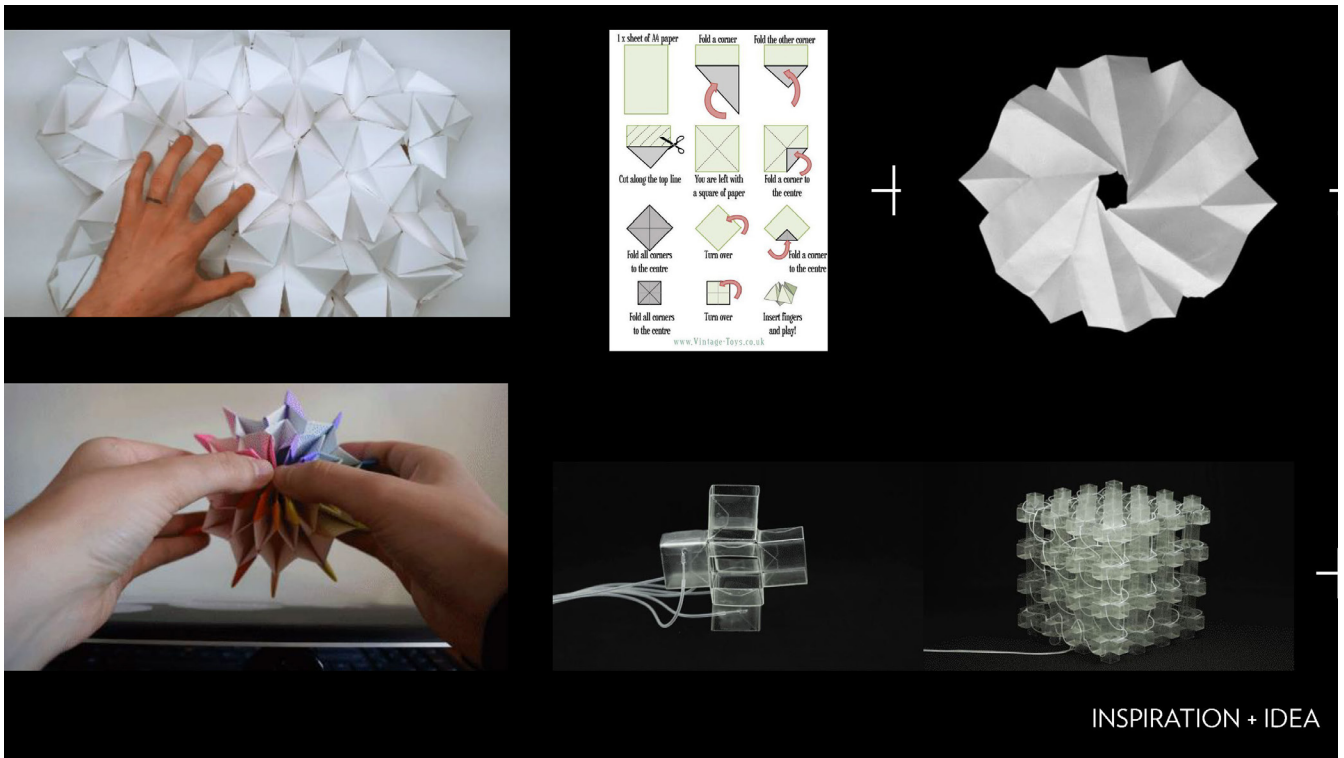 1 x sheet of A4 paper
Fold a corner
Fold the other corner
Cut along the top line
You are left with
a square of paper
Fold a corner to
the centre
Fold all corners
to the centre
Turn over
Fold a corner
to the centre
Fold all corners
to the centre
Turn over
Insert fingers
and play!
www.Vintage-Toys.co.uk
INSPIRATION + IDEA